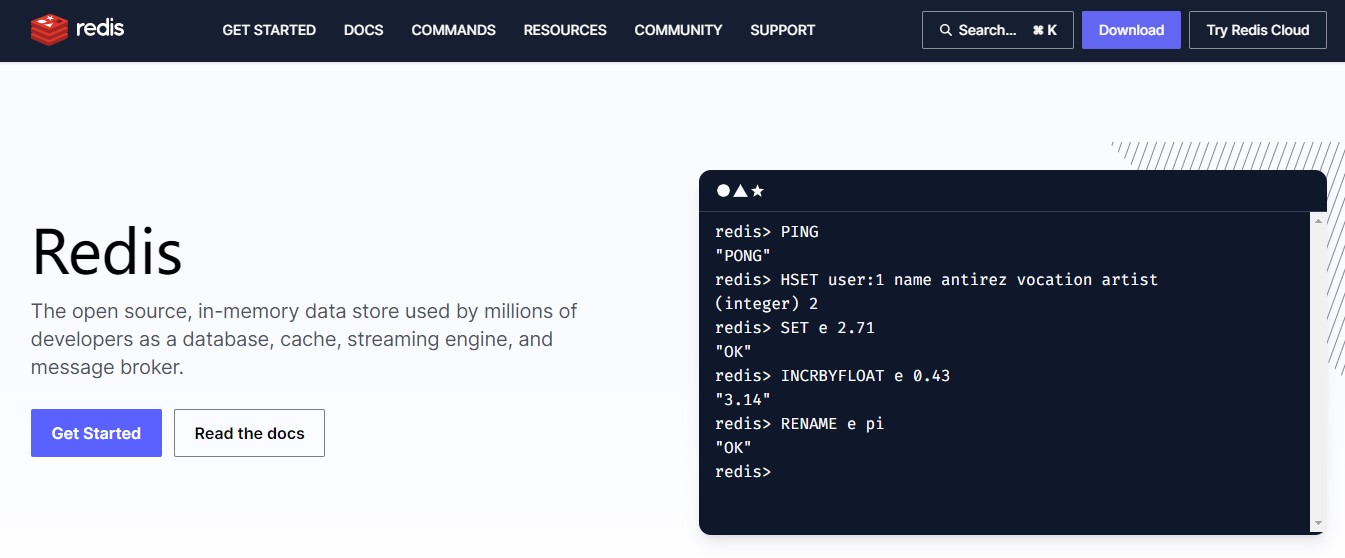 redis GET STARTED DOCS COMMANDS RESOURCES COMMUNITY SUPPORT Search... ⌘ K Download Try Redis Cloud
Redis
The open source, in-memory data store used by millions of
developers as a database, cache, streaming engine, and
message broker.
Get Started Read the docs
redis> PING
"PONG"
redis> HSET user:1 name antirez vocation artist
(integer) 2
redis> SET e 2.71
"OK"
redis> INCRBYFLOAT e 0.43
"3.14"
redis> RENAME e pi
"OK"
redis>